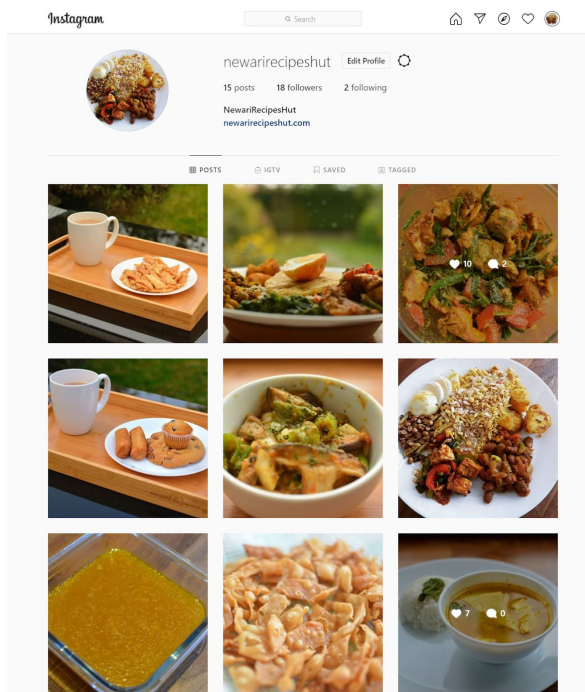 Instagram
Search
newarirecipeshut Edit Profile
15 posts 18 followers 2 following
NewariRecipesHut
newarirecipeshut.com
POSTS IGTV SAVED TAGGED
10 2
7 0